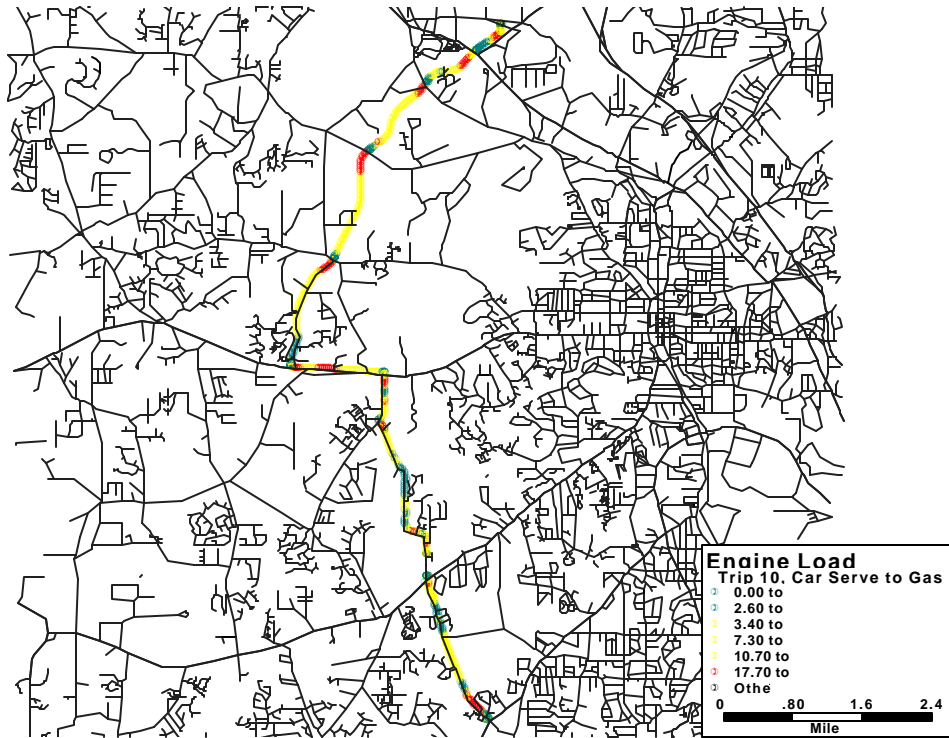 Engine Load
Trip 10, Car Serve to Gas
0.00 to
2.60 to
3.40 to
7.30 to
10.70 to
17.70 to
Othe
0 .80 1.6 2.4
Mile